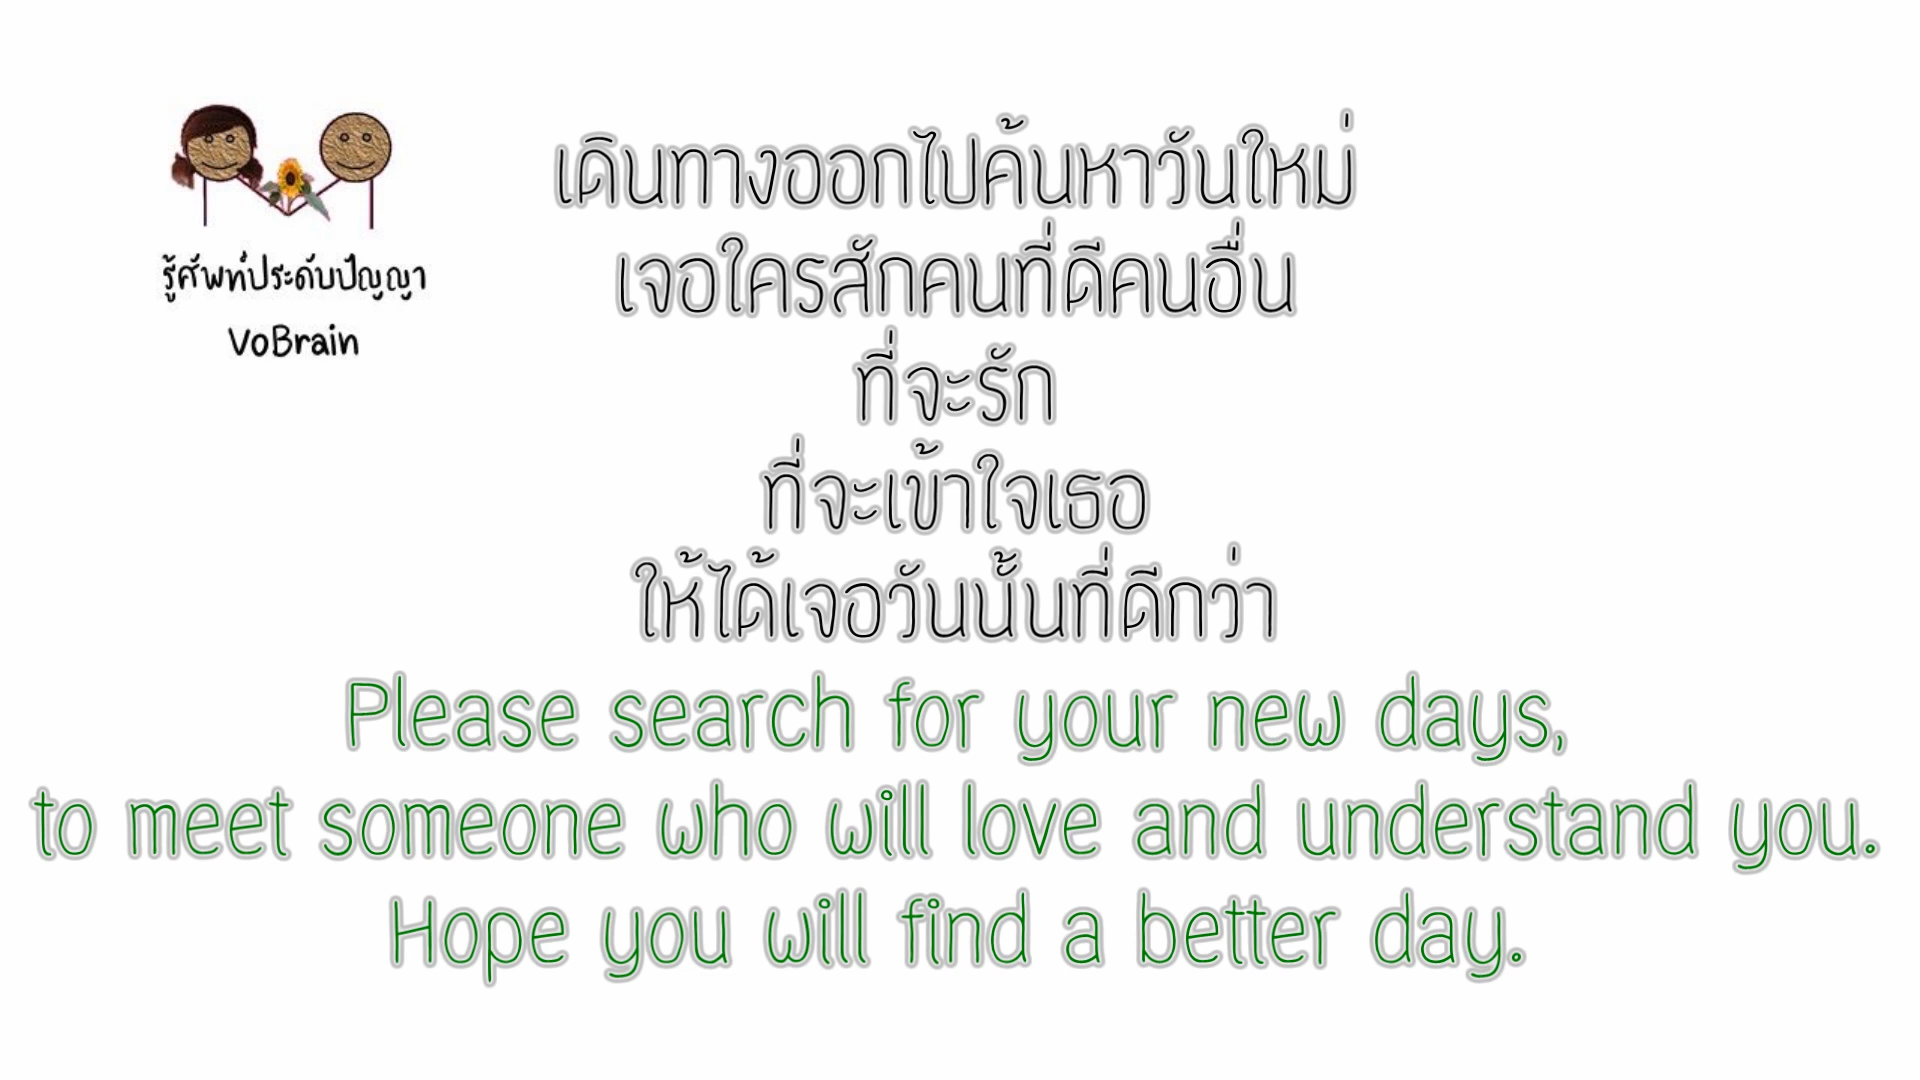 รู้ศัพท์ประดับปัญญา
VoBrain
เดินทางออกไปค้นหาวันใหม่
เจอใครสักคนที่ดีคนอื่น
ที่จะรัก
ที่จะเข้าใจเธอ
ให้ได้เจอวันนั้นที่ดีกว่า
Please search for your new days,
to meet someone who will love and understand you.
Hope you will find a better day.